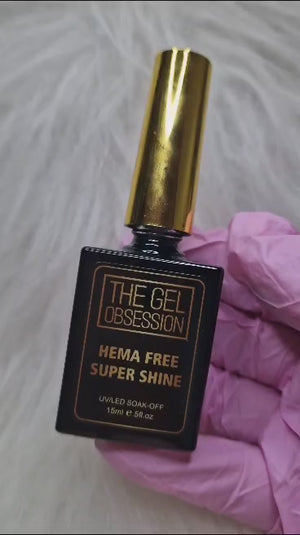 THE GEL
OBSESSION
HEMA FREE
SUPER SHINE
UV/LED SOAK-OFF
15ml e 5fl.oz